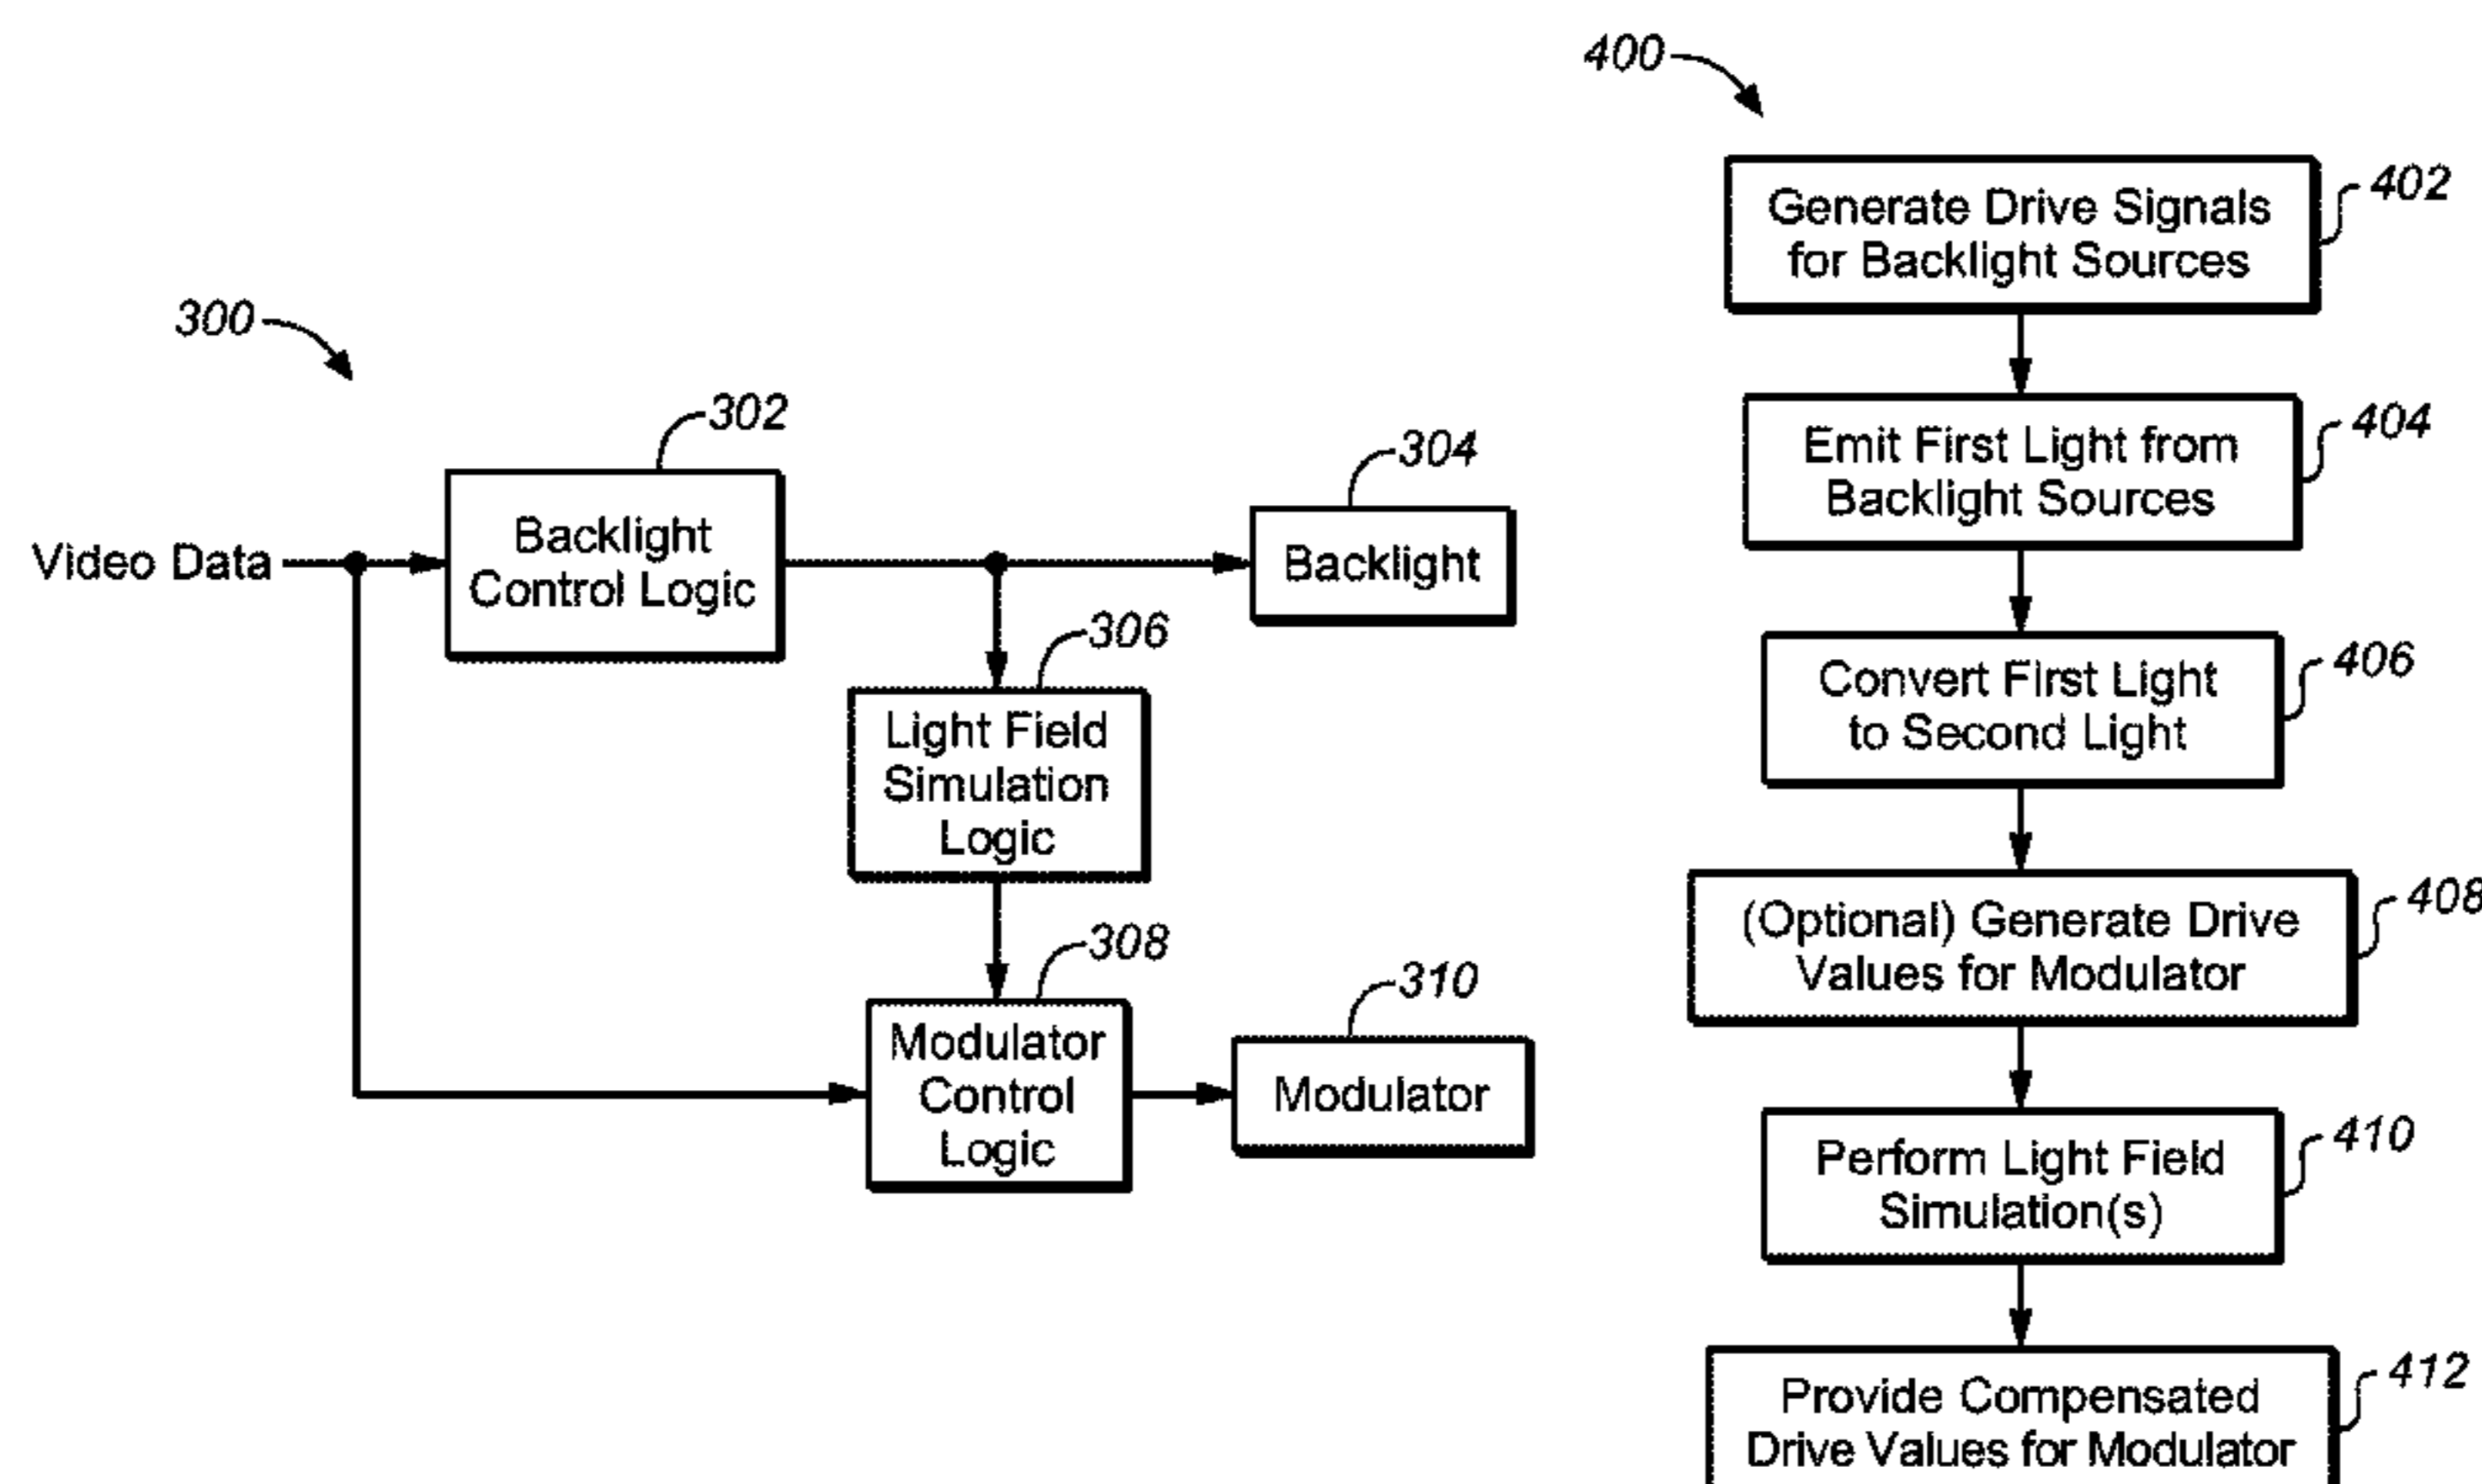 300
302
Video Data
Backlight
Control Logic
304
Backlight
306
Light Field
Simulation
Logic
308
Modulator
Control
Logic
310
Modulator
400
402
Generate Drive Signals
for Backlight Sources
404
Emit First Light from
Backlight Sources
406
Convert First Light
to Second Light
408
(Optional) Generate Drive
Values for Modulator
410
Perform Light Field
Simulation(s)
412
Provide Compensated
Drive Values for Modulator